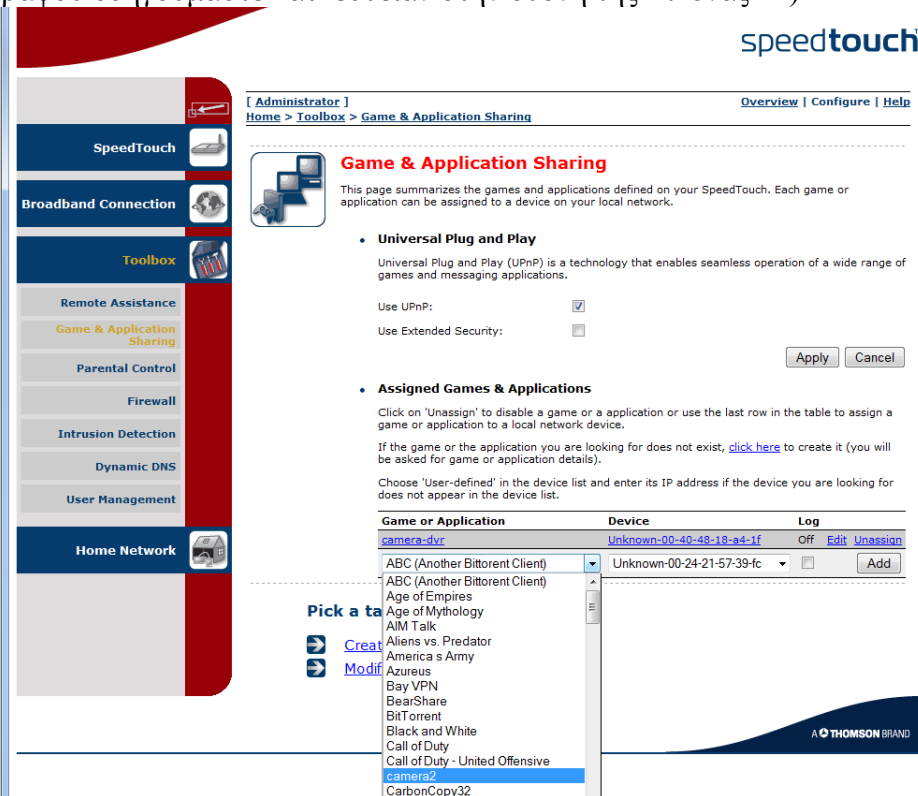 speedtouch
[ Administrator ]
Overview | Configure | Help
Home > Toolbox > Game & Application Sharing
SpeedTouch
Broadband Connection
Toolbox
Remote Assistance
Game & Application Sharing
Parental Control
Firewall
Intrusion Detection
Dynamic DNS
User Management
Home Network
Game & Application Sharing
This page summarizes the games and applications defined on your SpeedTouch. Each game or
application can be assigned to a device on your local network.
Universal Plug and Play
Universal Plug and Play (UPnP) is a technology that enables seamless operation of a wide range of
games and messaging applications.
Use UPnP:
Use Extended Security:
Apply Cancel
Assigned Games & Applications
Click on 'Unassign' to disable a game or a application or use the last row in the table to assign a
game or application to a local network device.
If the game or the application you are looking for does not exist, click here to create it (you will
be asked for game or application details).
Choose 'User-defined' in the device list and enter its IP address if the device you are looking for
does not appear in the device list.
Game or Application Device Log
camera-dvr Unknown-00-40-48-18-a4-1f Off Edit Unassign
ABC (Another Bittorent Client) Unknown-00-24-21-57-39-fc Add
ABC (Another Bittorent Client)
Age of Empires
Age of Mythology
AIM Talk
Aliens vs. Predator
America s Army
Azureus
Bay VPN
BearShare
BitTorrent
Black and White
Call of Duty
Call of Duty - United Offensive
camera2
CarbonCopy32
Pick a ta
Creat
Modif
A THOMSON BRAND